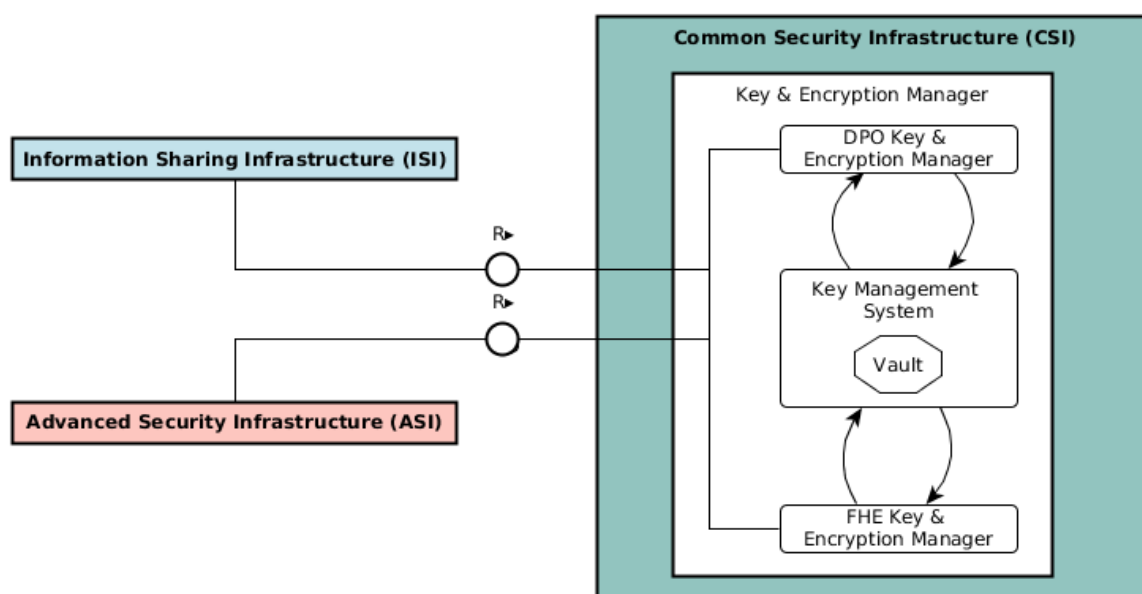 Common Security Infrastructure (CSI)
Key & Encryption Manager
DPO Key &
Encryption Manager
Information Sharing Infrastructure (ISI)
R▸
Key Management
System
R▸
Vault
Advanced Security Infrastructure (ASI)
FHE Key &
Encryption Manager